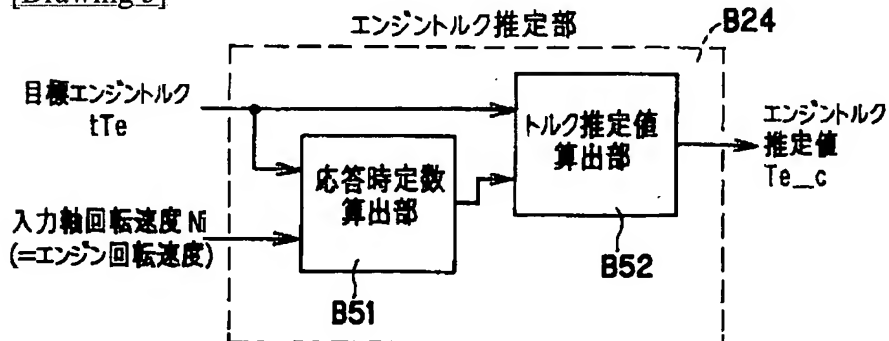 エンジントルク推定部
B24
目標エンジントルク
tTe
入力軸回転速度 Ni
(=エンジン回転速度)
応答時定数
算出部
B51
トルク推定値
算出部
B52
エンジントルク
推定値
Te_c